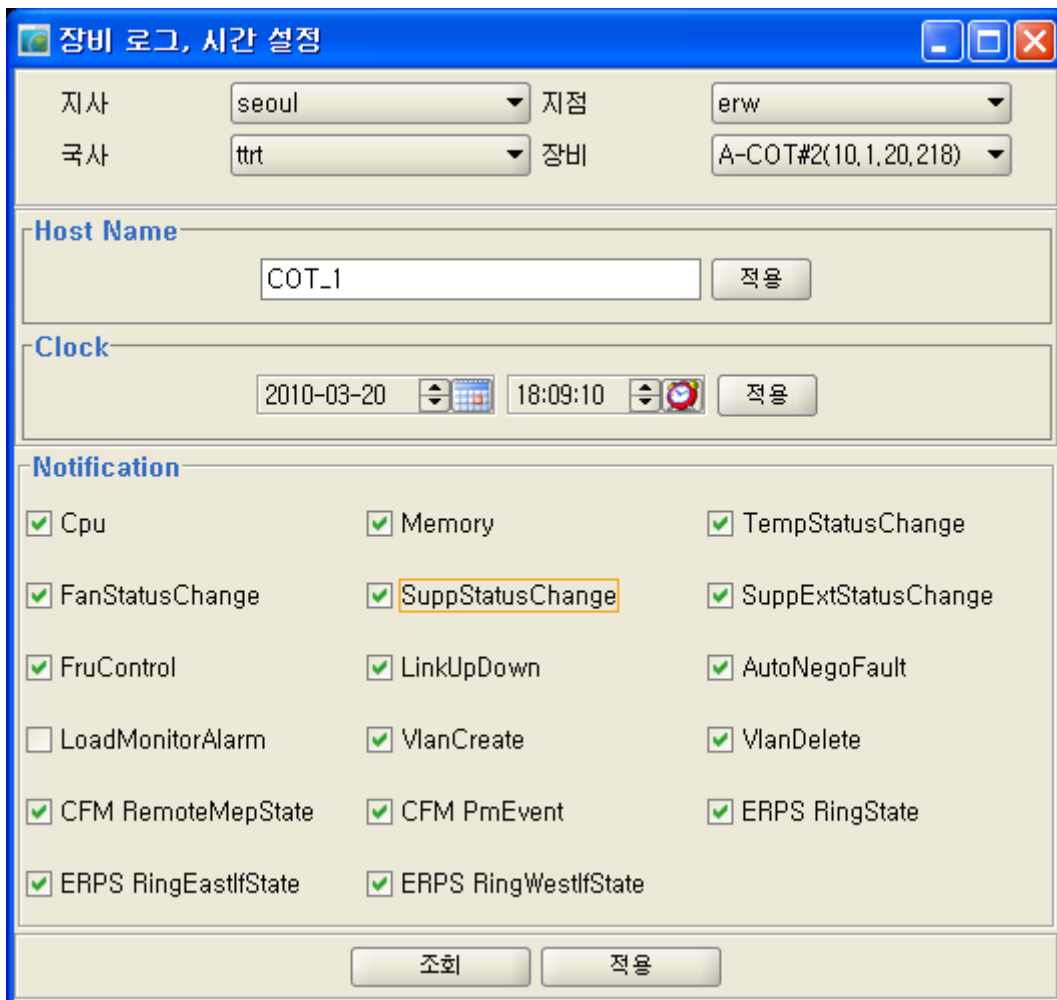 장비 로그, 시간 설정
지사 seoul 지점 erw
국사 ttrt 장비 A-COT#2(10,1,20,218)
Host Name
COT_1 적용
Clock
2010-03-20 18:09:10 적용
Notification
Cpu Memory TempStatusChange
FanStatusChange SuppStatusChange SuppExtStatusChange
FruControl LinkUpDown AutoNegoFault
LoadMonitorAlarm VlanCreate VlanDelete
CFM RemoteMepState CFM PmEvent ERPS RingState
ERPS RingEastIfState ERPS RingWestIfState
조회 적용